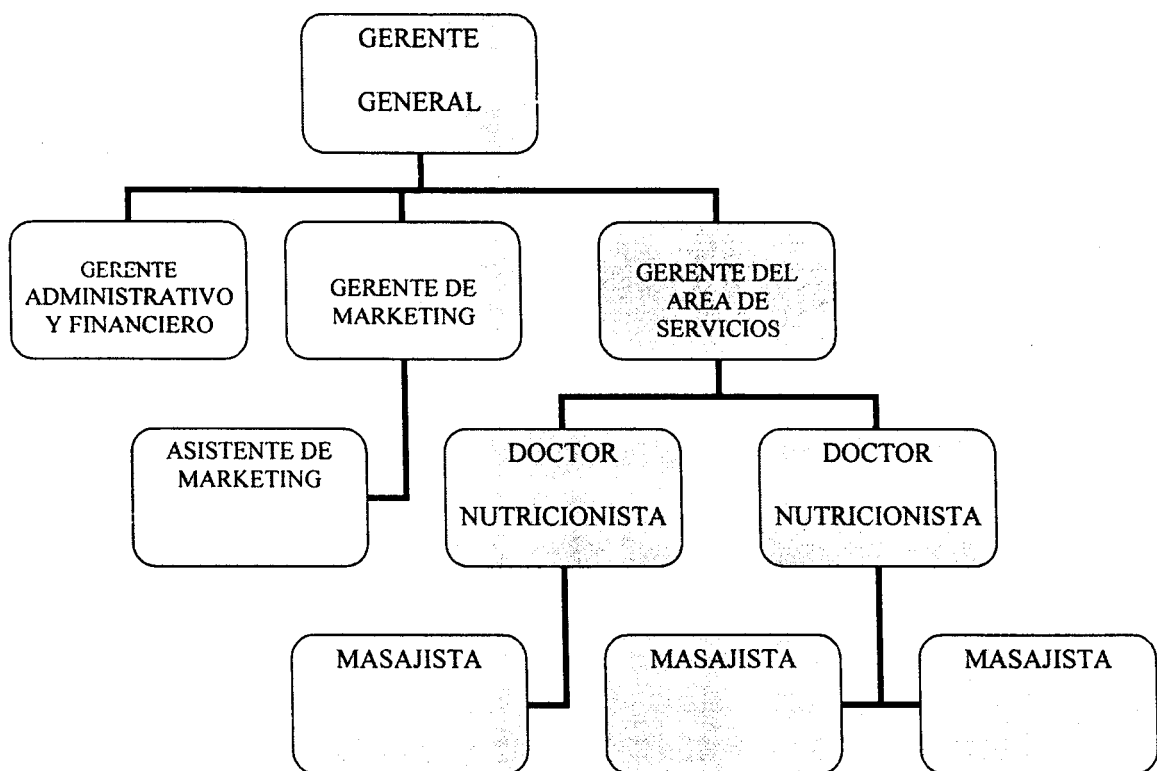 GERENTE
GENERAL
GERENTE
ADMINISTRATIVO
Y FINANCIERO
GERENTE DE
MARKETING
GERENTE DEL
AREA DE
SERVICIOS
ASISTENTE DE
MARKETING
DOCTOR
NUTRICIONISTA
DOCTOR
NUTRICIONISTA
MASAJISTA
MASAJISTA
MASAJISTA